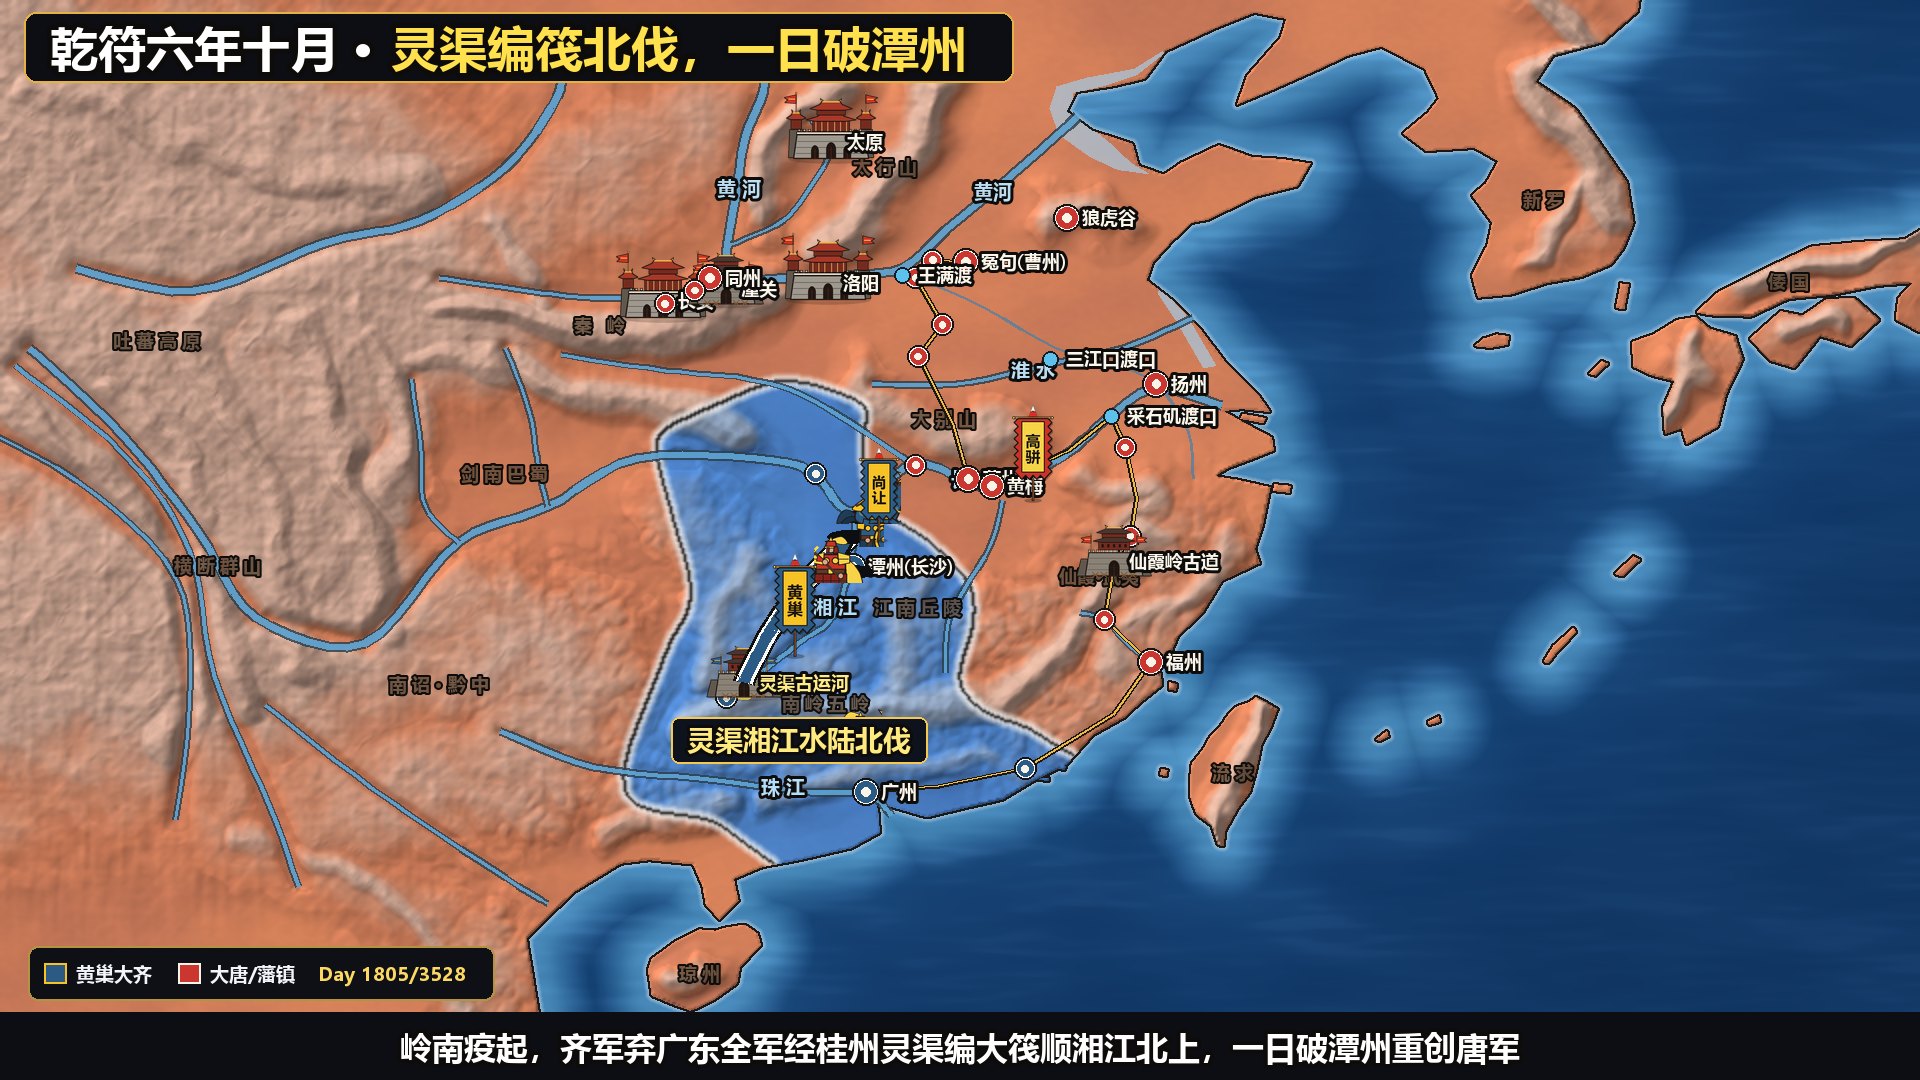 乾符六年十月・灵渠编筏北伐，一日破潭州
太原
太行山
黄河
黄河
狼虎谷
新罗
冤句(曹州)
王满渡
同州
潼关
洛阳
倭国
秦岭
吐蕃高原
三江口渡口
淮水
扬州
采石矶渡口
大别山
高骈
剑南巴蜀
尚让
黄梅
横断群山
潭州(长沙)
仙霞岭古道
黄巢
湘江
江南丘陵
福州
灵渠古运河
南诏・黔中
南岭五岭
灵渠湘江水陆北伐
流求
珠江
广州
琼州
黄巢大齐
大唐/藩镇
Day 1805/3528
岭南疫起，齐军弃广东全军经桂州灵渠编大筏顺湘江北上，一日破潭州重创唐军